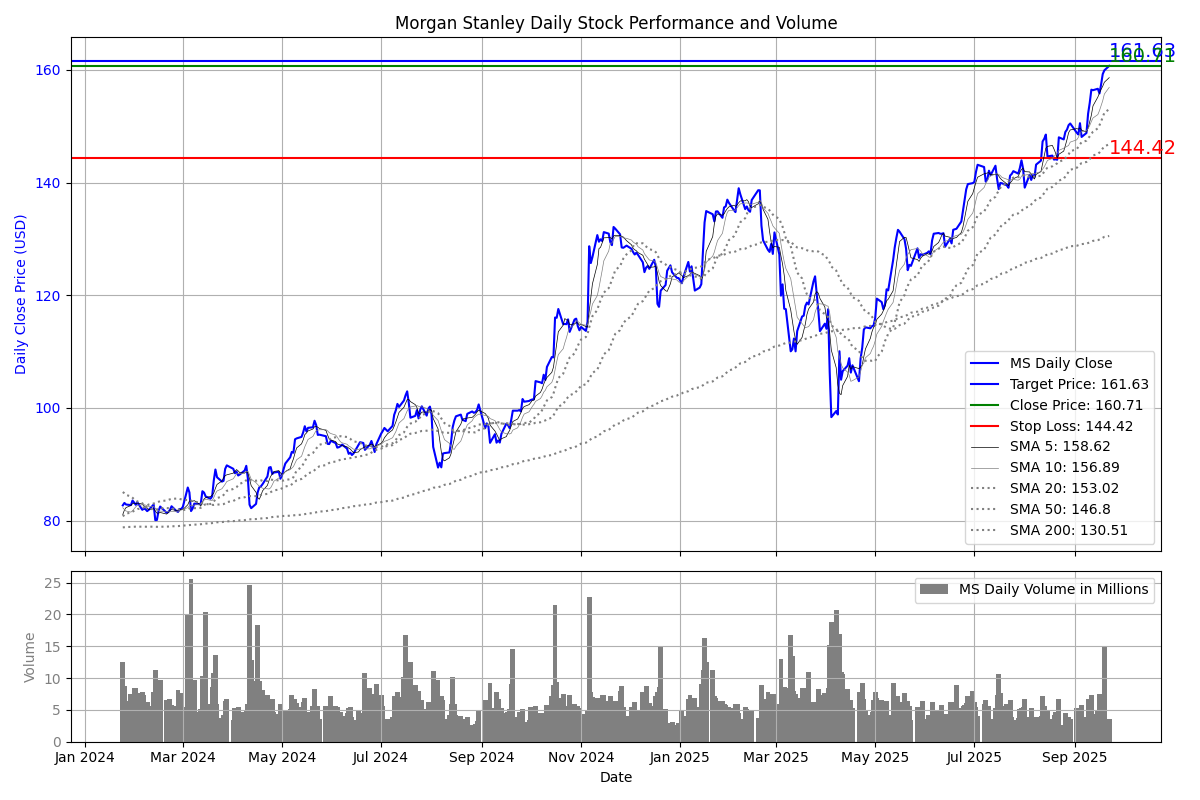 Morgan Stanley Daily Stock Performance and Volume
161.63
160.71
160
144.42
140
120
100
80
Daily Close Price (USD)
MS Daily Close
Target Price: 161.63
Close Price: 160.71
Stop Loss: 144.42
SMA 5: 158.62
SMA 10: 156.89
SMA 20: 153.02
SMA 50: 146.8
SMA 200: 130.51
25
20
15
10
5
0
Volume
MS Daily Volume in Millions
Jan 2024 Mar 2024 May 2024 Jul 2024 Sep 2024 Nov 2024 Jan 2025 Mar 2025 May 2025 Jul 2025 Sep 2025
Date